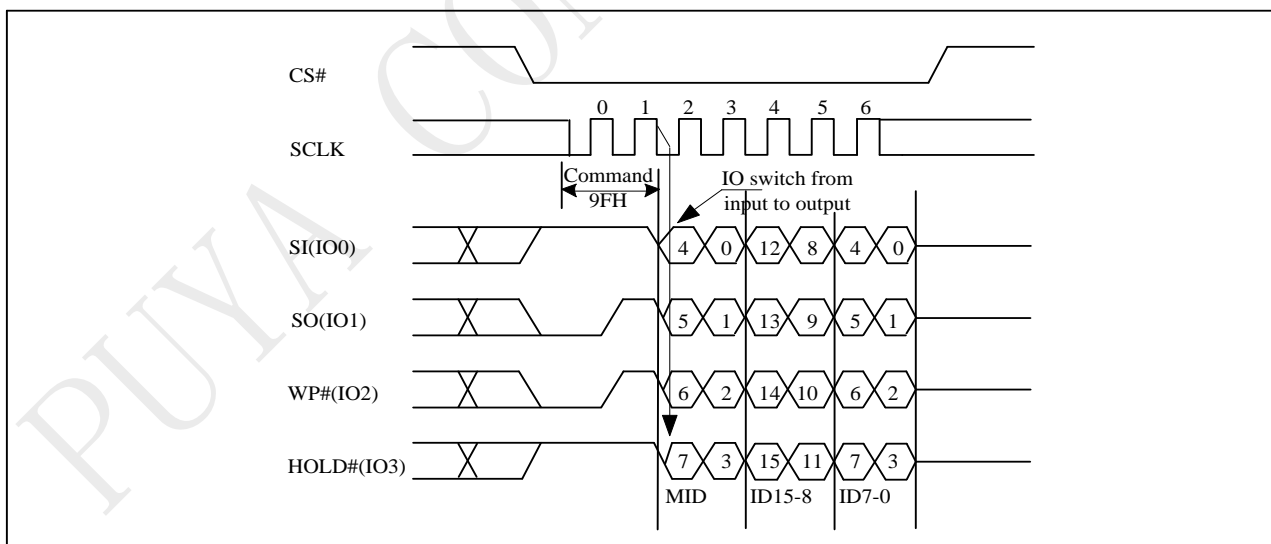 PUYA CON
CS#
0 1 2 3 4 5 6
SCLK
Command
9FH
IO switch from
input to output
SI(IO0)
4 0 12 8 4 0
SO(IO1)
5 1 13 9 5 1
WP#(IO2)
6 2 14 10 6 2
HOLD#(IO3)
7 3 15 11 7 3
MID ID15-8 ID7-0